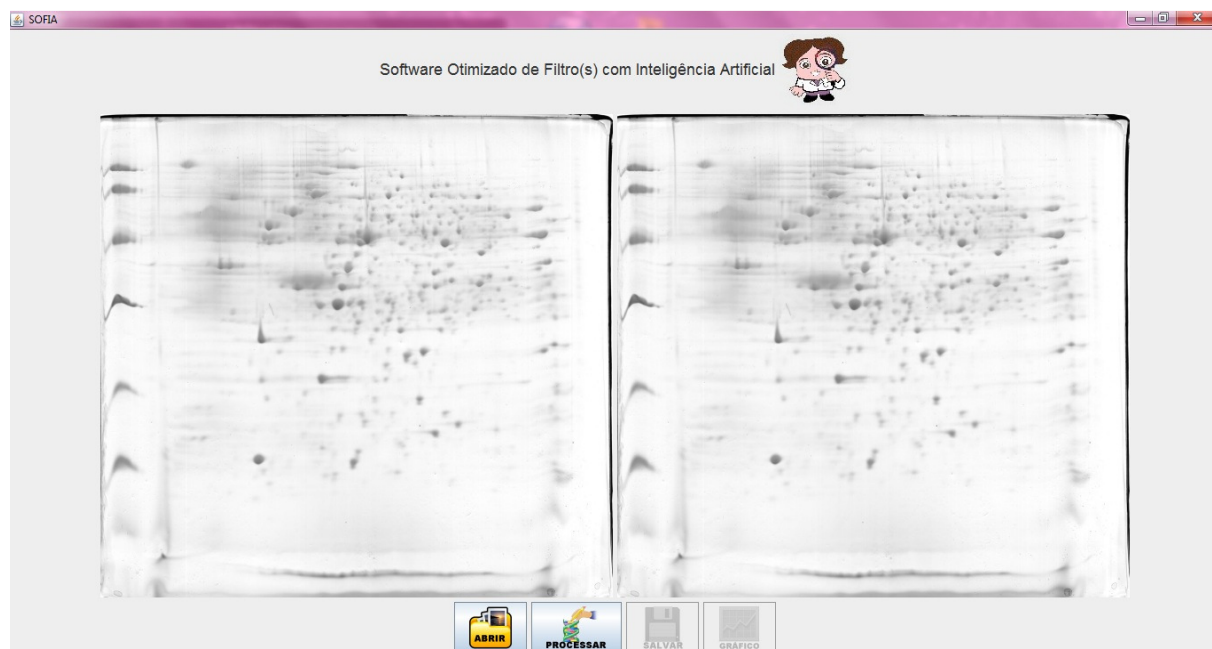 SOFIA
Software Otimizado de Filtro(s) com Inteligência Artificial
ABRIR
PROCESSAR
SALVAR
GRÁFICO